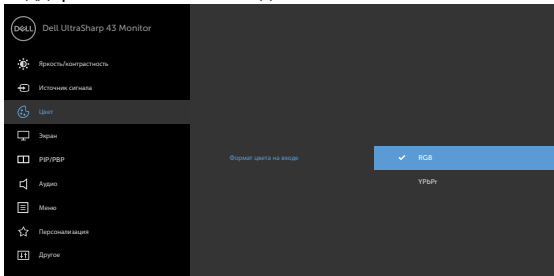 DELL
Dell UltraSharp 43 Monitor
Яркость/контрастность
Источник сигнала
Цвет
Экран
PIP/PBP
Аудио
Меню
Персонализация
Другое
Формат цвета на входе
RGB
YPbPr